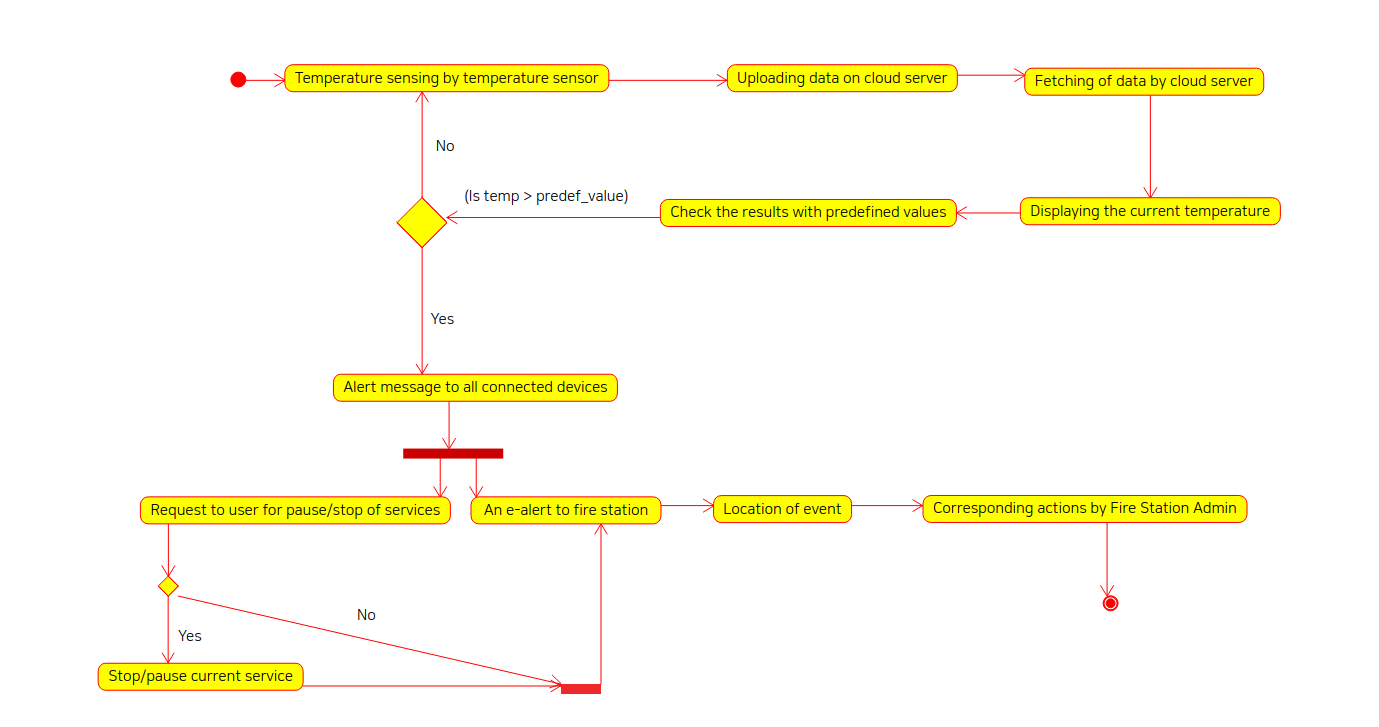 Temperature sensing by temperature sensor
Uploading data on cloud server
Fetching of data by cloud server
No
(Is temp > predef_value)
Check the results with predefined values
Displaying the current temperature
Yes
Alert message to all connected devices
Request to user for pause/stop of services
An e-alert to fire station
Location of event
Corresponding actions by Fire Station Admin
No
Yes
Stop/pause current service